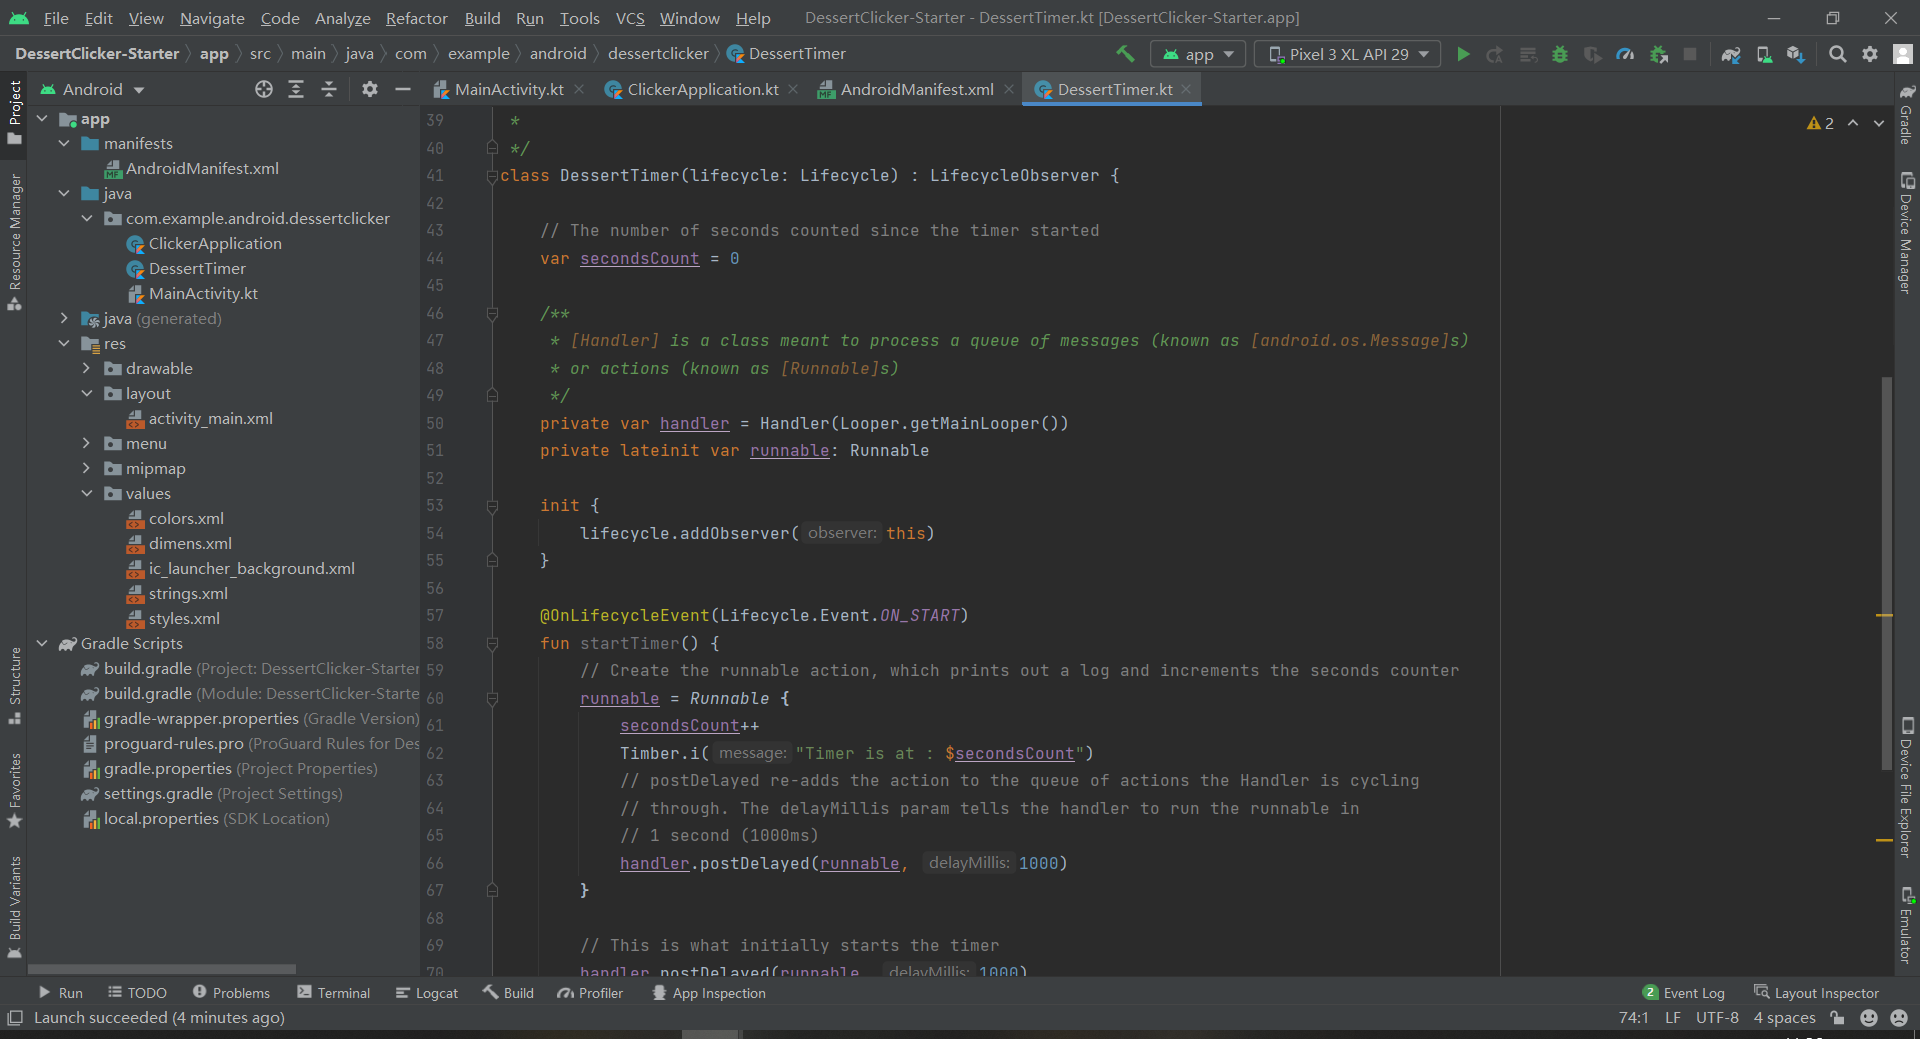 File Edit View Navigate Code Analyze Refactor Build Run Tools VCS Window Help DessertClicker-Starter - DessertTimer.kt [DessertClicker-Starter.app]
DessertClicker-Starter app src main java com example android dessertclicker DessertTimer app Pixel 3 XL API 29
Android MainActivity.kt ClickerApplication.kt AndroidManifest.xml DessertTimer.kt
Project
Resource Manager
Structure
Favorites
Build Variants
app
manifests
AndroidManifest.xml
java
com.example.android.dessertclicker
ClickerApplication
DessertTimer
MainActivity.kt
java (generated)
res
drawable
layout
activity_main.xml
menu
mipmap
values
colors.xml
dimens.xml
ic_launcher_background.xml
strings.xml
styles.xml
Gradle Scripts
build.gradle (Project: DessertClicker-Starter
build.gradle (Module: DessertClicker-Starte
gradle-wrapper.properties (Gradle Version)
proguard-rules.pro (ProGuard Rules for Des
gradle.properties (Project Properties)
settings.gradle (Project Settings)
local.properties (SDK Location)
2
39 *
40 */
41 class DessertTimer(lifecycle: Lifecycle) : LifecycleObserver {
42
43 // The number of seconds counted since the timer started
44 var secondsCount = 0
45
46 /**
47 * [Handler] is a class meant to process a queue of messages (known as [android.os.Message]s)
48 * or actions (known as [Runnable]s)
49 */
50 private var handler = Handler(Looper.getMainLooper())
51 private lateinit var runnable: Runnable
52
53 init {
54 lifecycle.addObserver( observer: this)
55 }
56
57 @OnLifecycleEvent(Lifecycle.Event.ON_START)
58 fun startTimer() {
59 // Create the runnable action, which prints out a log and increments the seconds counter
60 runnable = Runnable {
61 secondsCount++
62 Timber.i( message: "Timer is at : $secondsCount")
63 // postDelayed re-adds the action to the queue of actions the Handler is cycling
64 // through. The delayMillis param tells the handler to run the runnable in
65 // 1 second (1000ms)
66 handler.postDelayed(runnable, delayMillis: 1000)
67 }
68
69 // This is what initially starts the timer
70 handler.postDelayed(runnable, delayMillis: 1000)
Gradle
Device Manager
Device File Explorer
Emulator
Run TODO Problems Terminal Logcat Build Profiler App Inspection 2 Event Log Layout Inspector
Launch succeeded (4 minutes ago) 74:1 LF UTF-8 4 spaces